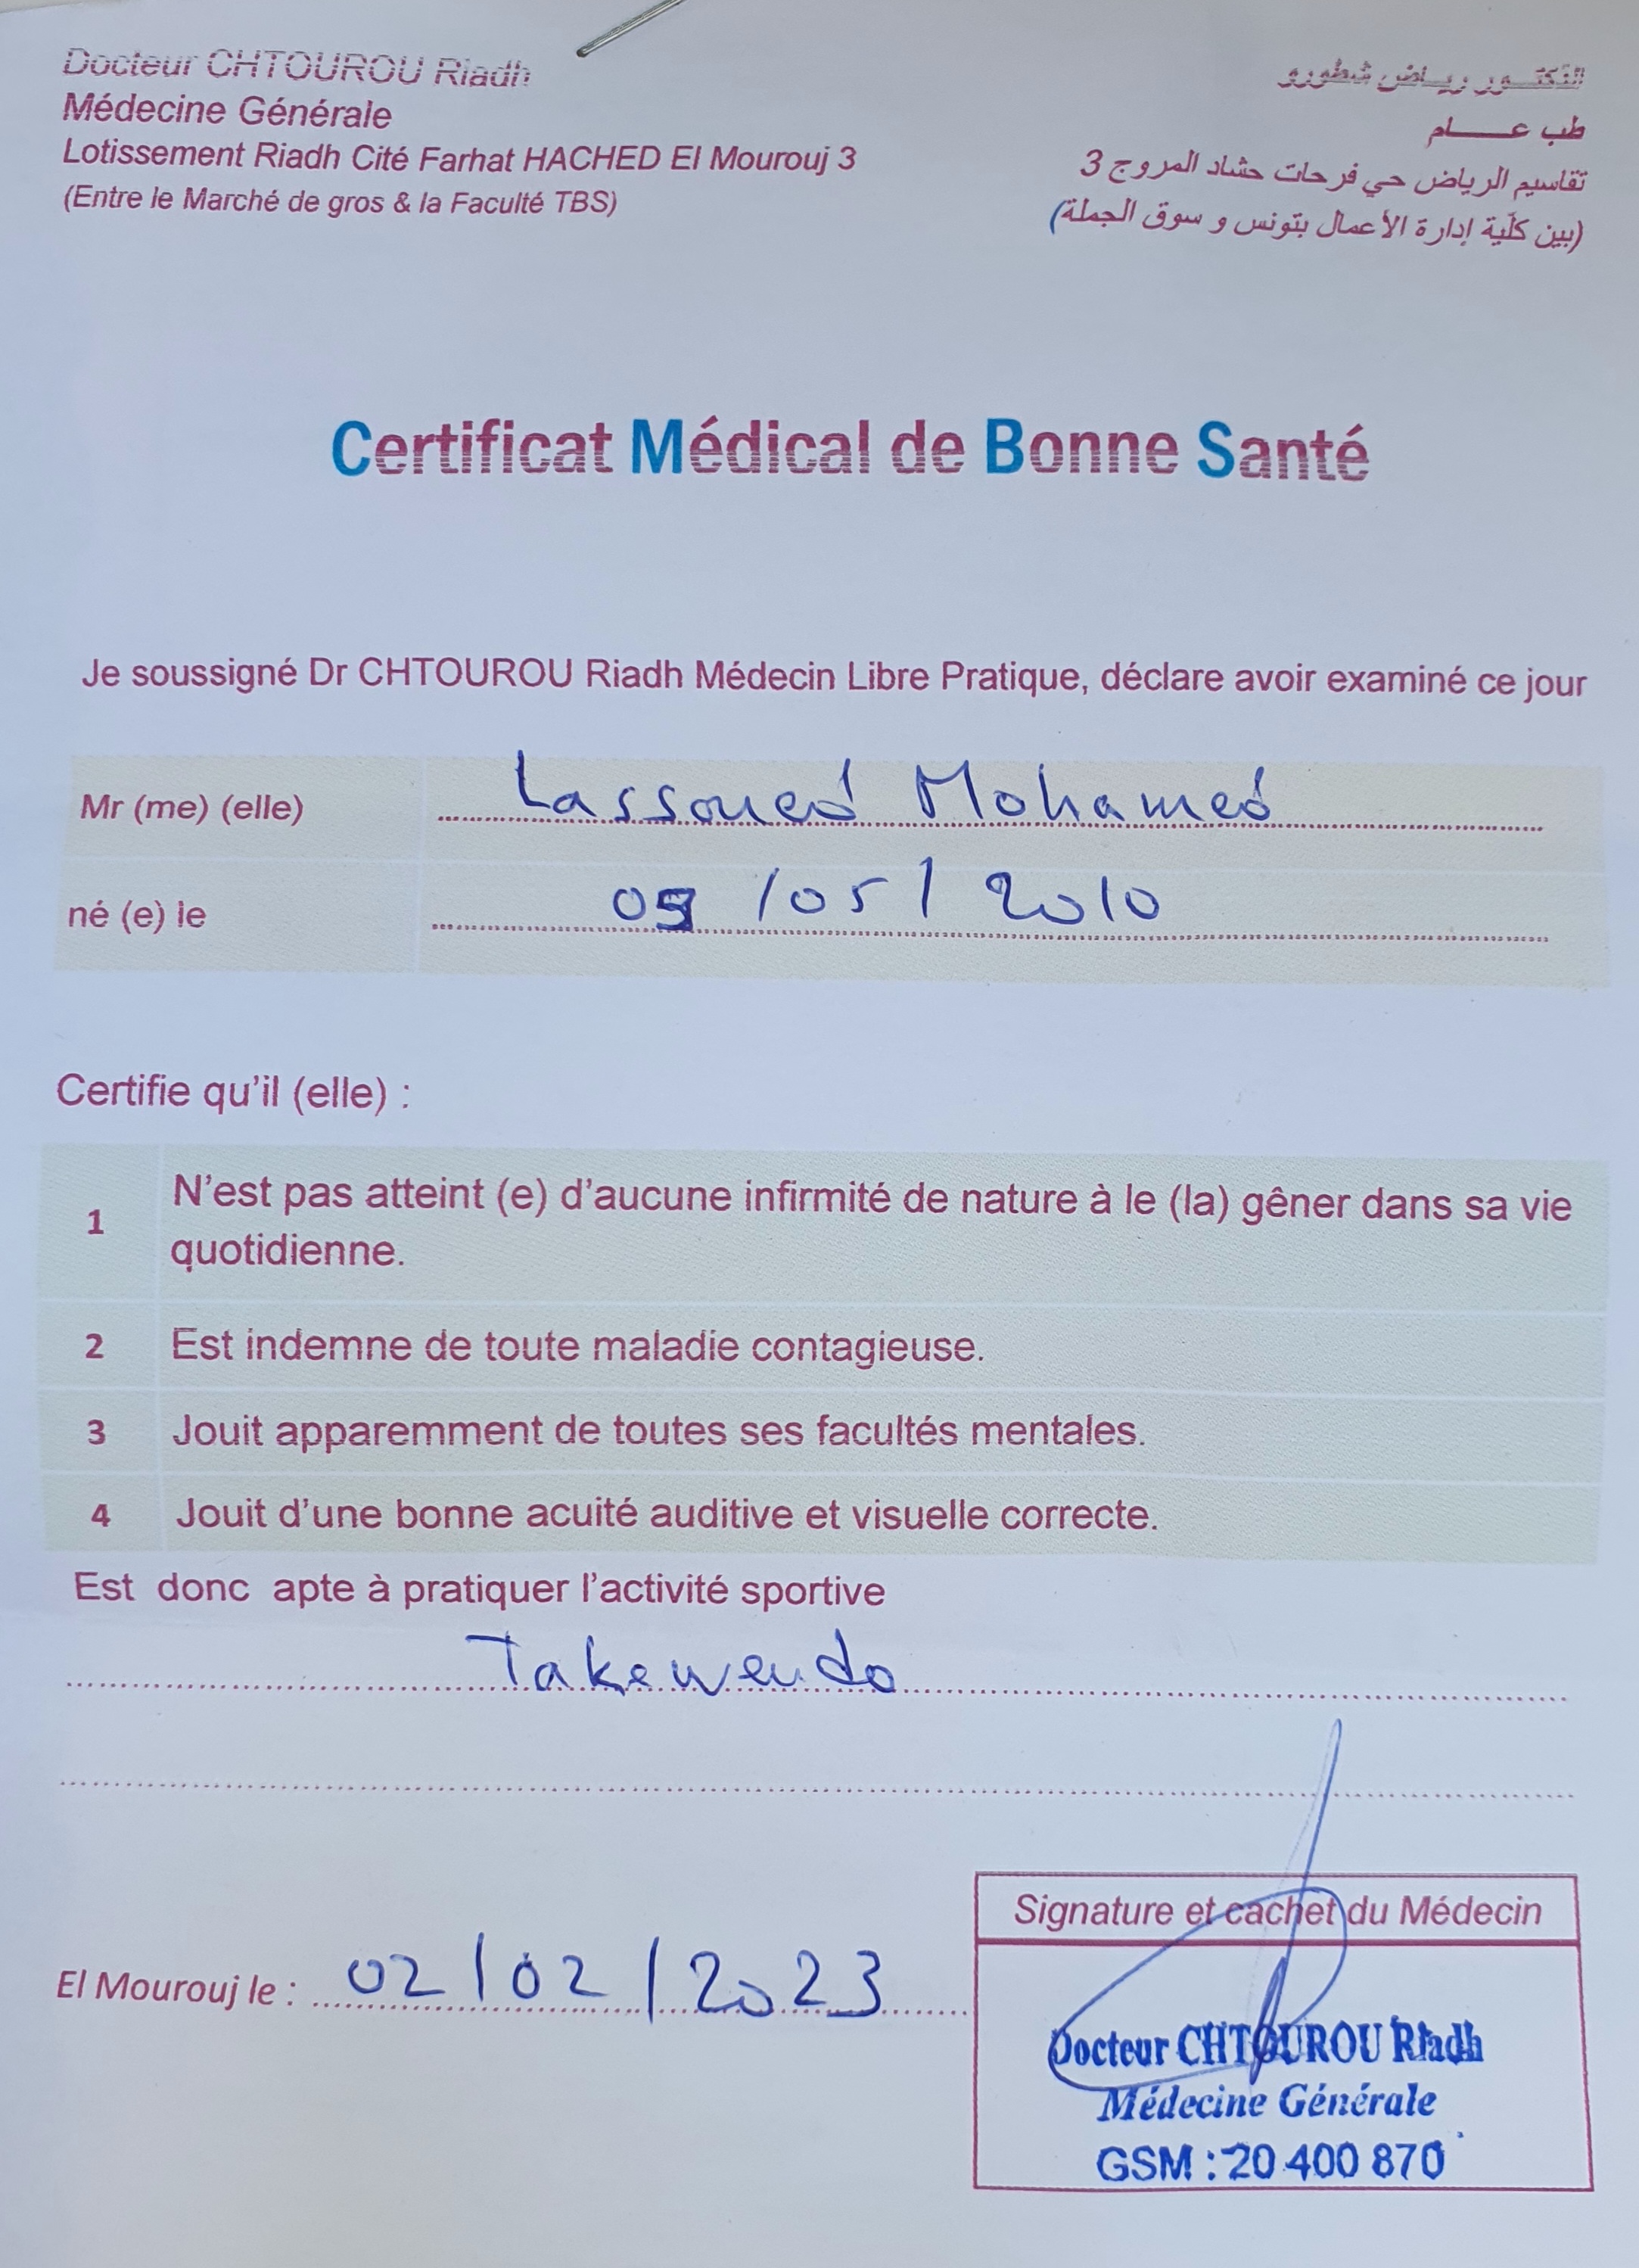 Docteur CHTOUROU Riadh
Médecine Générale
Lotissement Riadh Cité Farhat HACHED El Mourouj 3
(Entre le Marché de gros & la Faculté TBS)
الدكتور رياض شطورو
طب عام
تقاسيم الرياض حي فرحات حشاد المروج 3
(بين كلّية إدارة الأعمال بتونس و سوق الجملة)
Certificat Médical de Bonne Santé
Je soussigné Dr CHTOUROU Riadh Médecin Libre Pratique, déclare avoir examiné ce jour
Mr (me) (elle) Lassoued Mohamed
né (e) le /05/2010
Certifie qu'il (elle) :
1 N'est pas atteint (e) d'aucune infirmité de nature à le (la) gêner dans sa vie
quotidienne.
2 Est indemne de toute maladie contagieuse.
3 Jouit apparemment de toutes ses facultés mentales.
4 Jouit d'une bonne acuité auditive et visuelle correcte.
Est donc apte à pratiquer l'activité sportive
Takewendo
El Mourouj le : 02/02/2023
Signature et cachet du Médecin
Docteur CHTOUROU Riadh
Médecine Générale
GSM : 20 400 870